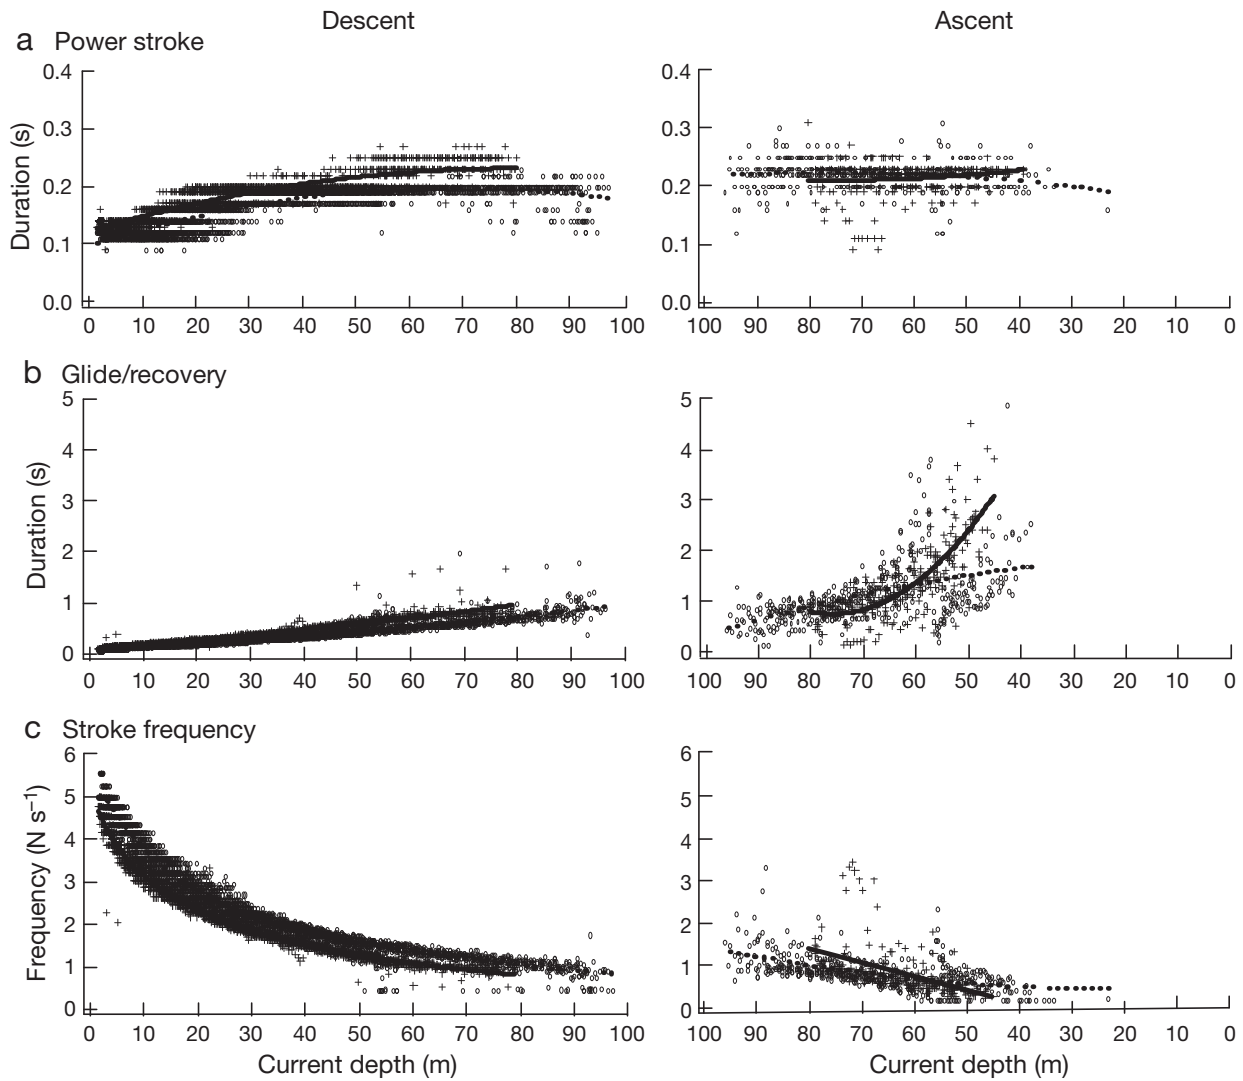 Descent
Ascent
a Power stroke
Duration (s)
0.4
0.3
0.2
0.1
0.0
0 10 20 30 40 50 60 70 80 90 100
0.4
0.3
0.2
0.1
0.0
100 90 80 70 60 50 40 30 20 10 0
b Glide/recovery
Duration (s)
5
4
3
2
1
0
0 10 20 30 40 50 60 70 80 90 100
5
4
3
2
1
0
100 90 80 70 60 50 40 30 20 10 0
c Stroke frequency
Frequency (N s⁻¹)
6
5
4
3
2
1
0
0 10 20 30 40 50 60 70 80 90 100
Current depth (m)
6
5
4
3
2
1
0
100 90 80 70 60 50 40 30 20 10 0
Current depth (m)